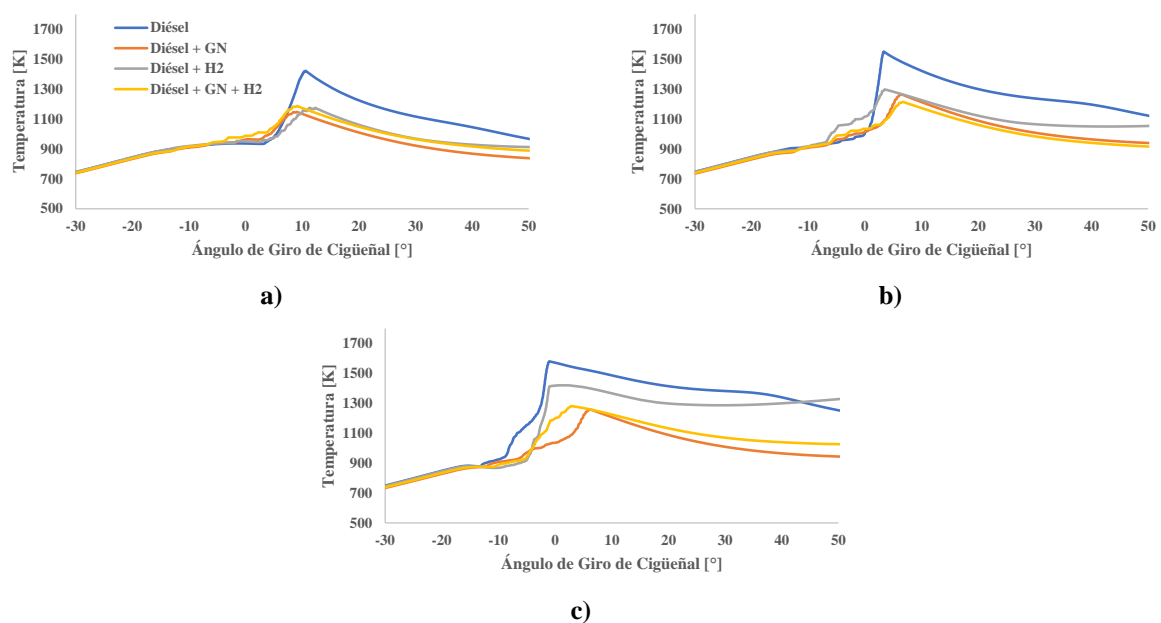 Temperatura [K]
1700
1500
1300
1100
900
700
500
Diésel
Diésel + GN
Diésel + H2
Diésel + GN + H2
-30 -20 -10 0 10 20 30 40 50
Ángulo de Giro de Cigüeñal [°]
a)
Temperatura [K]
1700
1500
1300
1100
900
700
500
-30 -20 -10 0 10 20 30 40 50
Ángulo de Giro de Cigüeñal [°]
b)
Temperatura [K]
1700
1500
1300
1100
900
700
500
-30 -20 -10 0 10 20 30 40 50
Ángulo de Giro de Cigüeñal [°]
c)